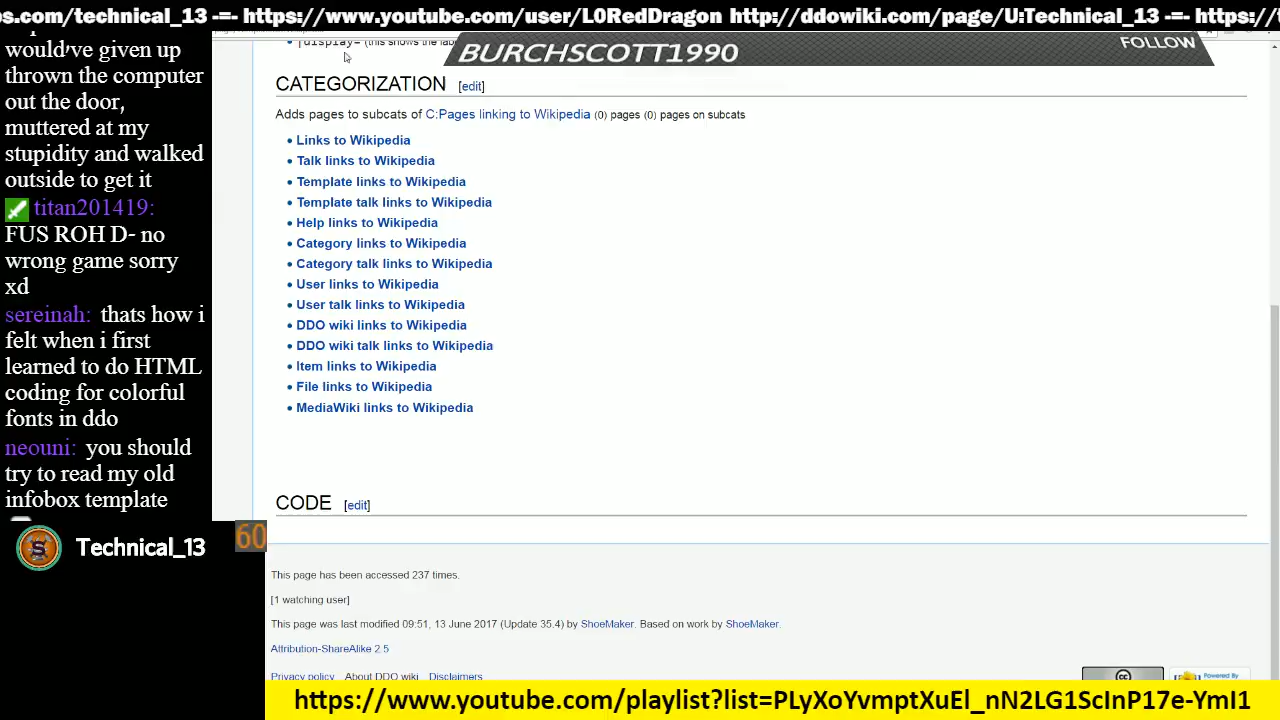 s.com/technical_13 -=- https://www.youtube.com/user/L0RedDragon http://ddowiki.com/page/U:Technical_13 -=- https://
would've given up
thrown the computer
out the door,
muttered at my
stupidity and walked
outside to get it
titan201419:
FUS ROH D- no
wrong game sorry
xd
sereinah: thats how i
felt when i first
learned to do HTML
coding for colorful
fonts in ddo
neouni: you should
try to read my old
infobox template
Technical_13
60
BURCHSCOTT1990
FOLLOW
|display= (this shows the
CATEGORIZATION [edit]
Adds pages to subcats of C:Pages linking to Wikipedia (0) pages (0) pages on subcats
• Links to Wikipedia
• Talk links to Wikipedia
• Template links to Wikipedia
• Template talk links to Wikipedia
• Help links to Wikipedia
• Category links to Wikipedia
• Category talk links to Wikipedia
• User links to Wikipedia
• User talk links to Wikipedia
• DDO wiki links to Wikipedia
• DDO wiki talk links to Wikipedia
• Item links to Wikipedia
• File links to Wikipedia
• MediaWiki links to Wikipedia
CODE [edit]
This page has been accessed 237 times.
[1 watching user]
This page was last modified 09:51, 13 June 2017 (Update 35.4) by ShoeMaker. Based on work by ShoeMaker.
Attribution-ShareAlike 2.5
Privacy policy About DDO wiki Disclaimers
cc
Powered By
https://www.youtube.com/playlist?list=PLyXoYvmptXuEl_nN2LG1ScInP17e-YmI1